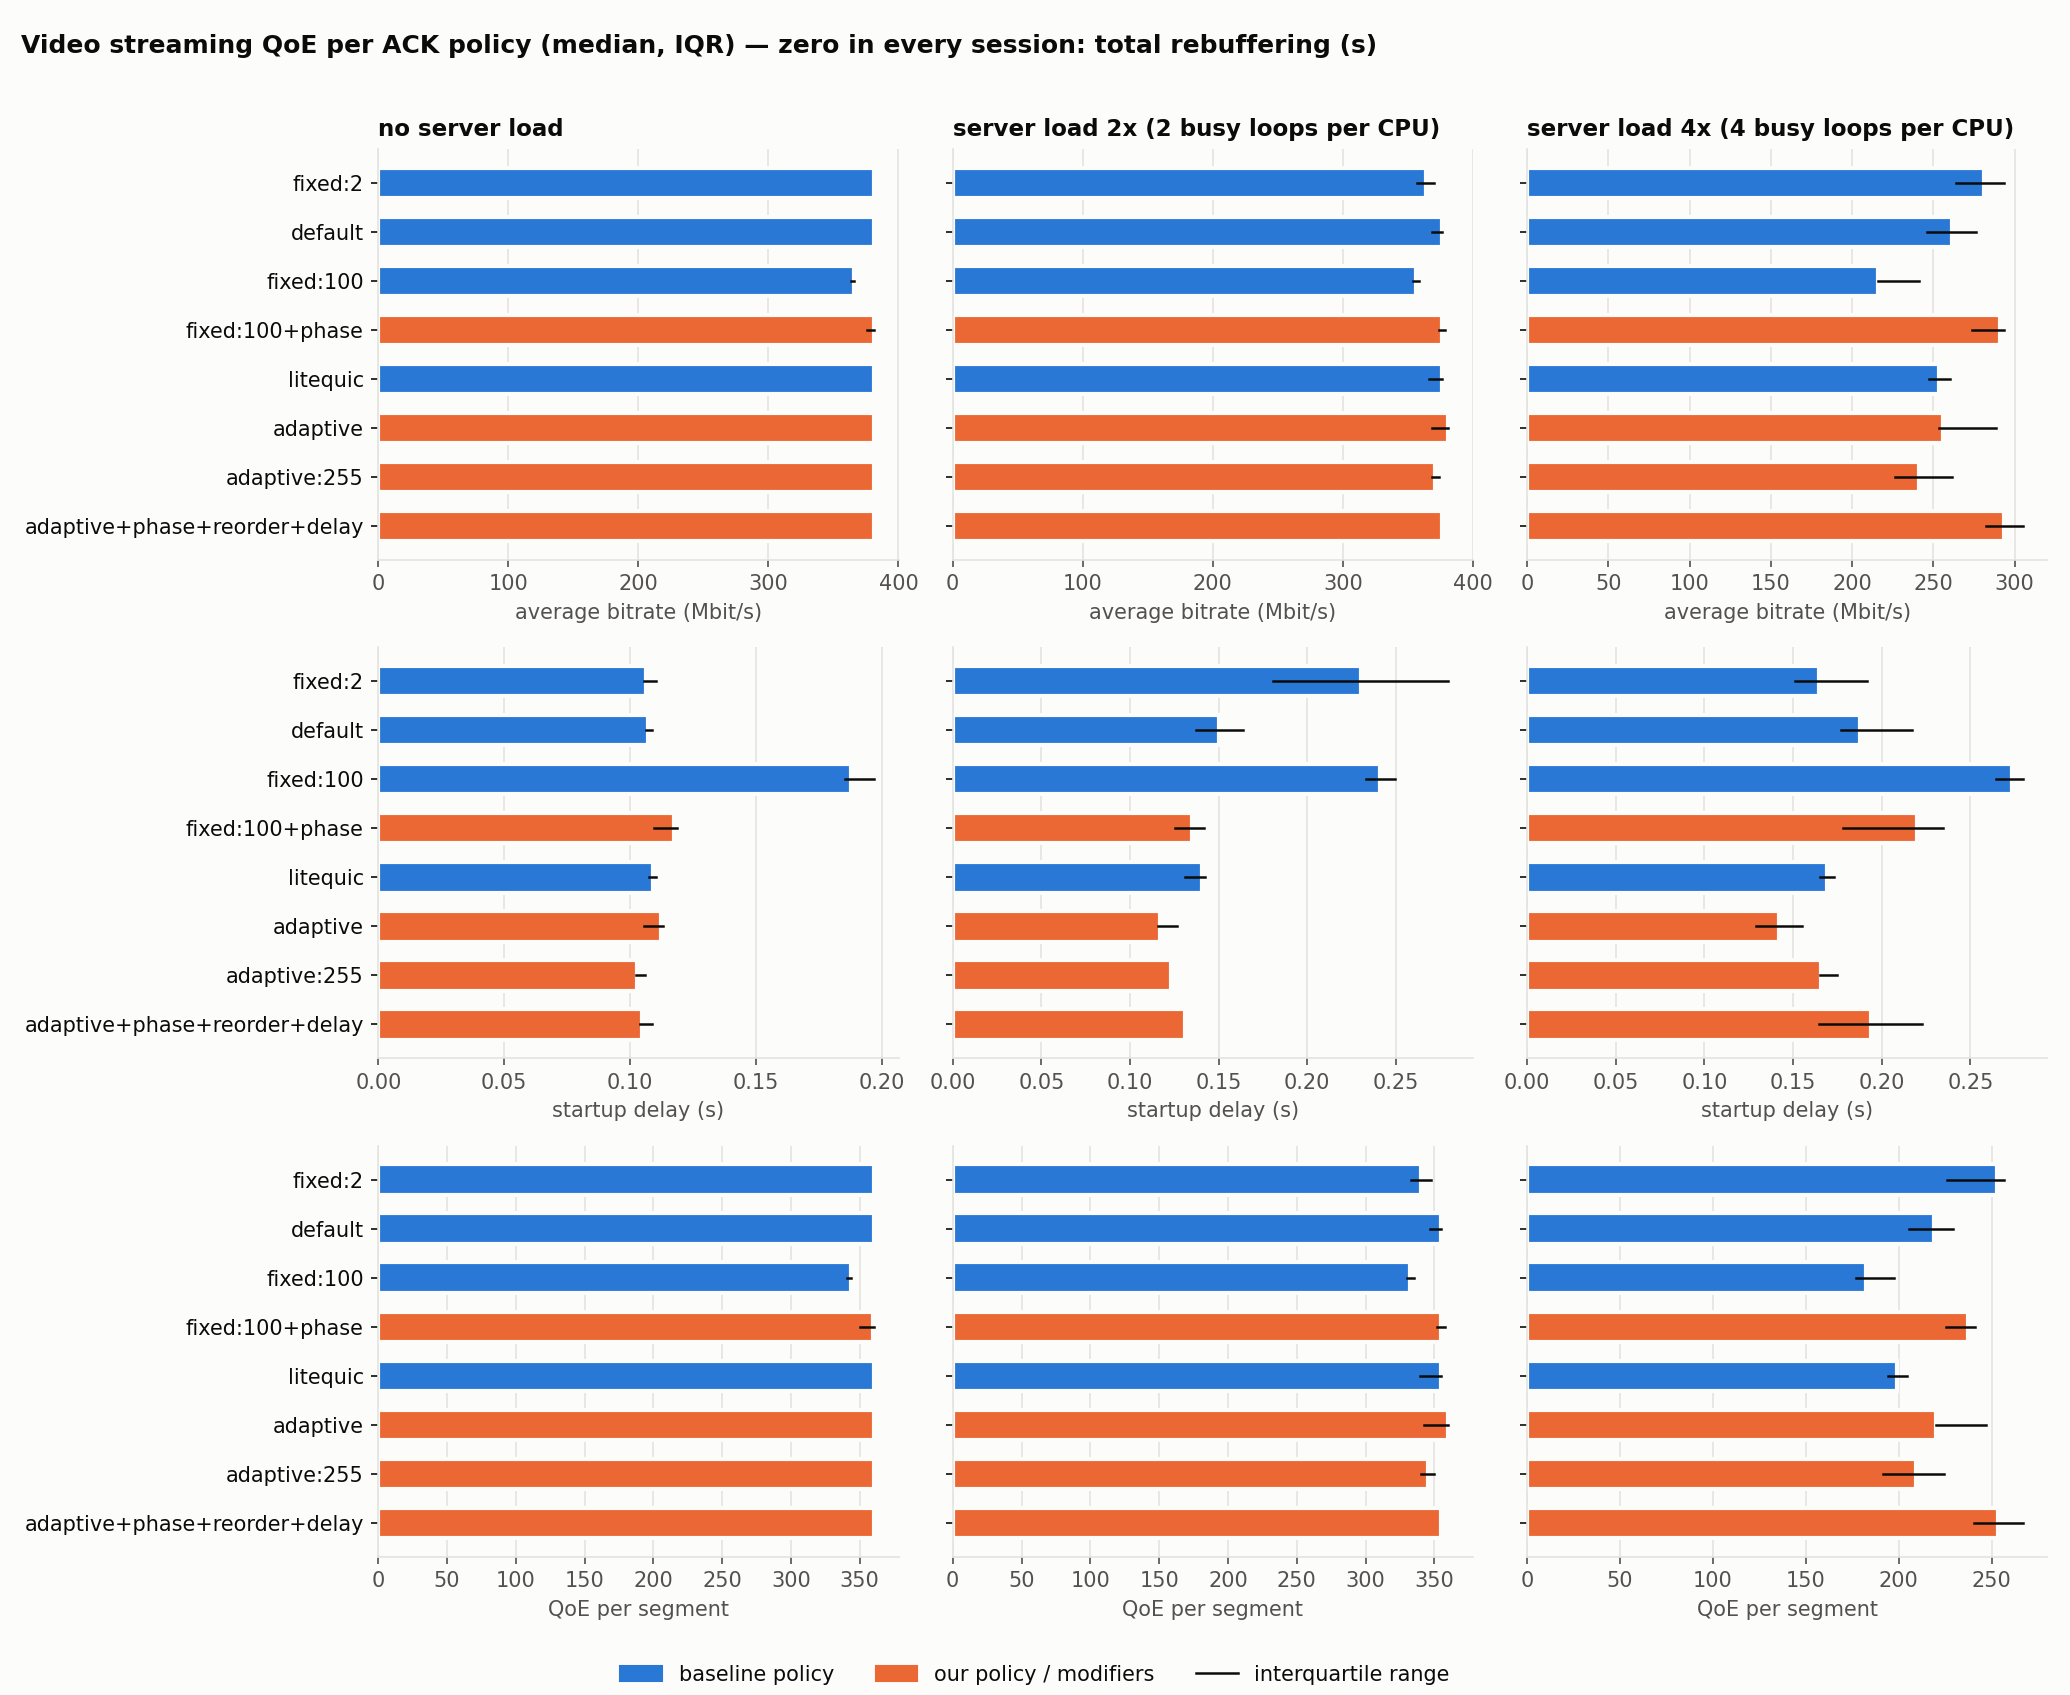 Video streaming QoE per ACK policy (median, IQR) — zero in every session: total rebuffering (s)
no server load
server load 2x (2 busy loops per CPU)
server load 4x (4 busy loops per CPU)
fixed:2
default
fixed:100
fixed:100+phase
litequic
adaptive
adaptive:255
adaptive+phase+reorder+delay
0 100 200 300 400
average bitrate (Mbit/s)
0 100 200 300 400
average bitrate (Mbit/s)
0 50 100 150 200 250 300
average bitrate (Mbit/s)
fixed:2
default
fixed:100
fixed:100+phase
litequic
adaptive
adaptive:255
adaptive+phase+reorder+delay
0.00 0.05 0.10 0.15 0.20
startup delay (s)
0.00 0.05 0.10 0.15 0.20 0.25
startup delay (s)
0.00 0.05 0.10 0.15 0.20 0.25
startup delay (s)
fixed:2
default
fixed:100
fixed:100+phase
litequic
adaptive
adaptive:255
adaptive+phase+reorder+delay
0 50 100 150 200 250 300 350
QoE per segment
0 50 100 150 200 250 300 350
QoE per segment
0 50 100 150 200 250
QoE per segment
baseline policy
our policy / modifiers
interquartile range